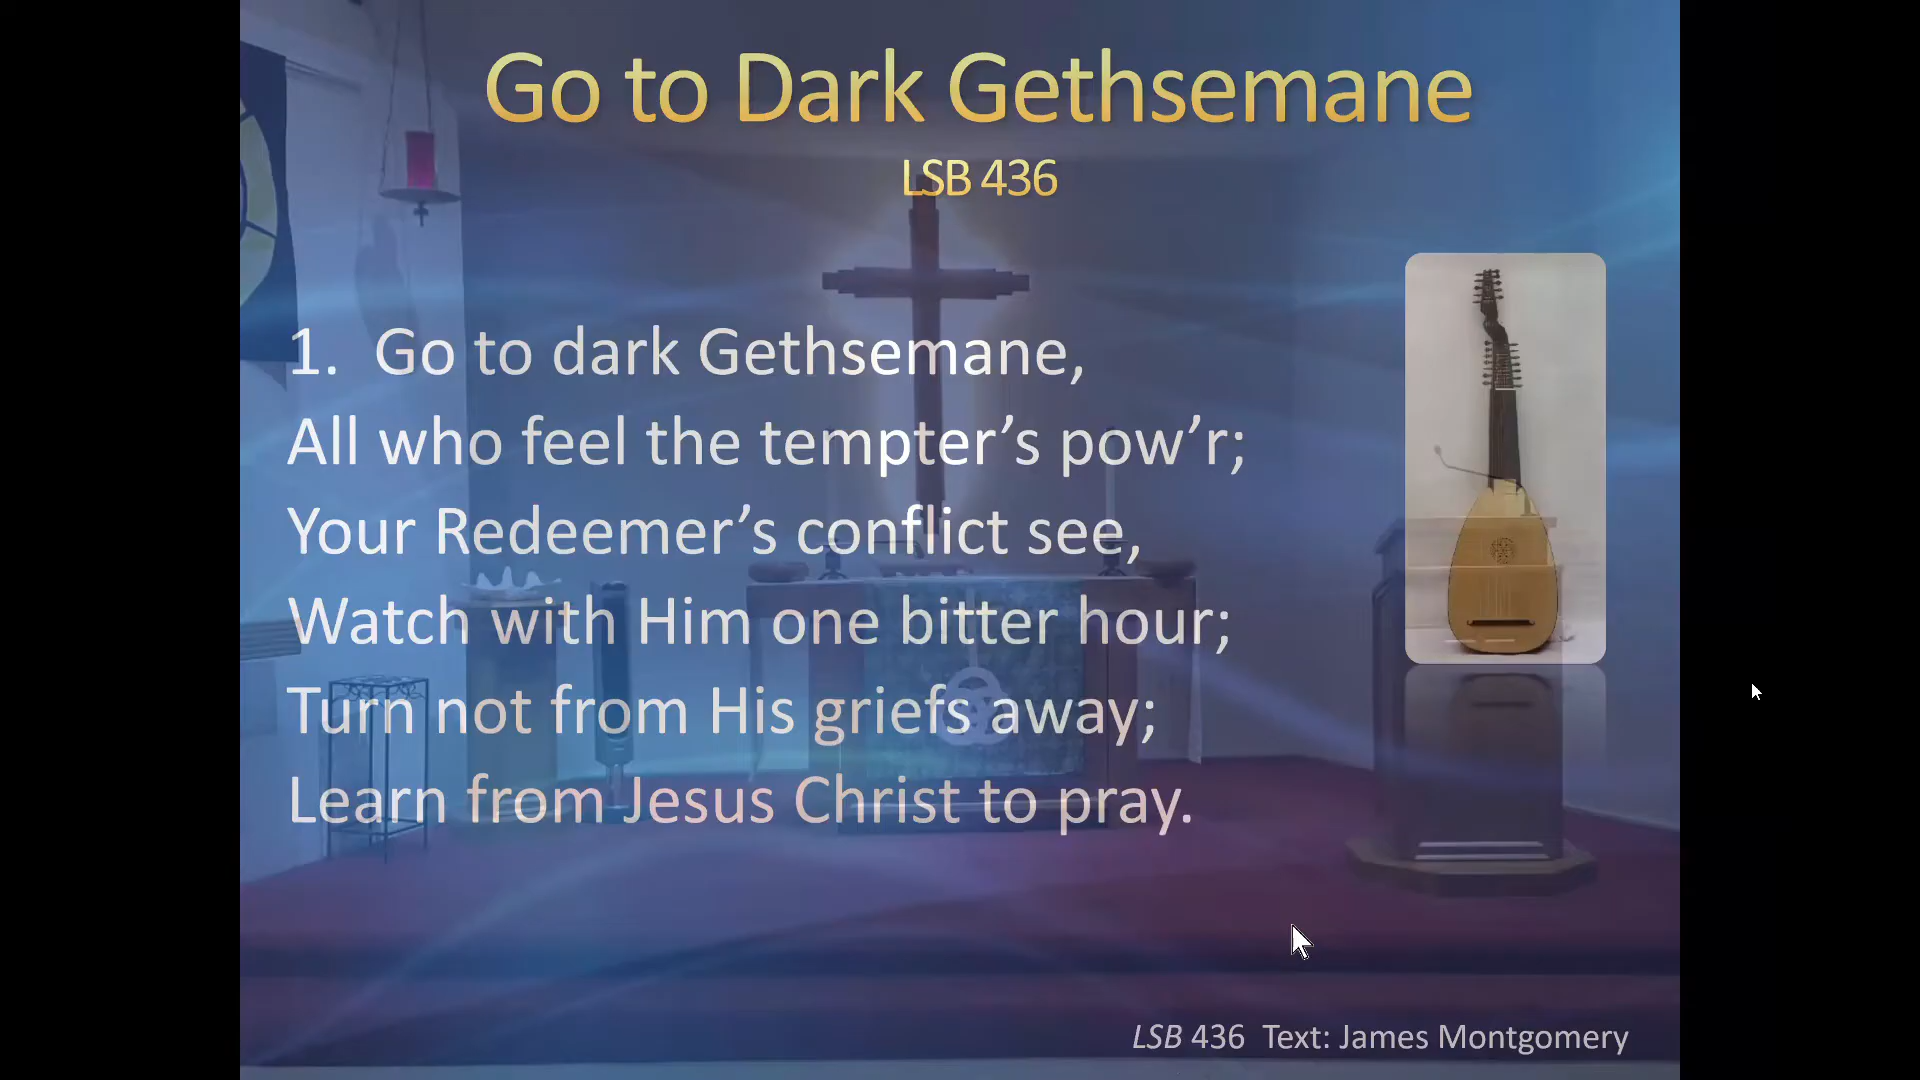 Go to Dark Gethsemane
LSB 436
1. Go to dark Gethsemane,
All who feel the tempter’s pow’r;
Your Redeemer’s conflict see,
Watch with Him one bitter hour;
Turn not from His griefs away;
Learn from Jesus Christ to pray.
LSB 436 Text: James Montgomery